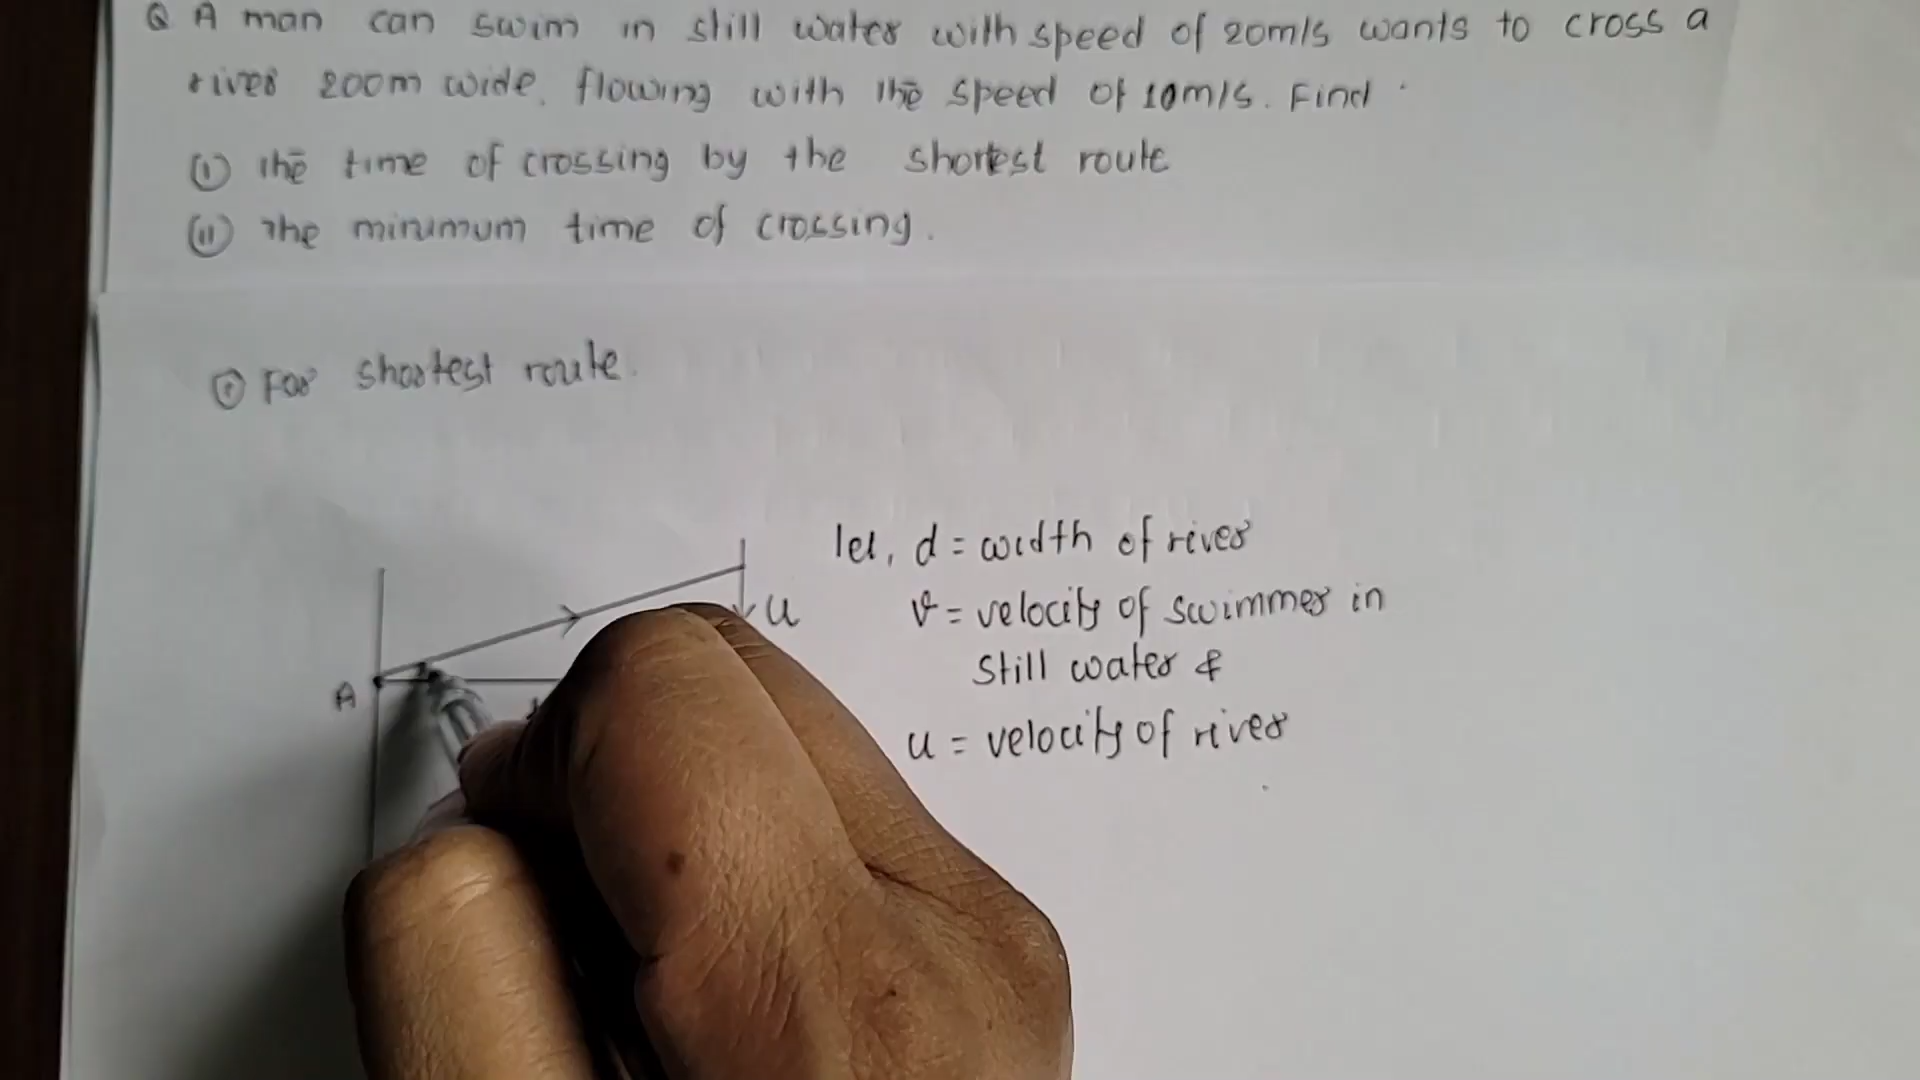 Q A man can swim in still water with speed of 20m/s wants to cross a
river 200m wide, flowing with the speed of 10m/s. Find
(i) The time of crossing by the shortest route
(ii) The minimum time of crossing.
(i) For shortest route.
let, d = width of river
u
v = velocity of swimmer in
still water &
A
u = velocity of river